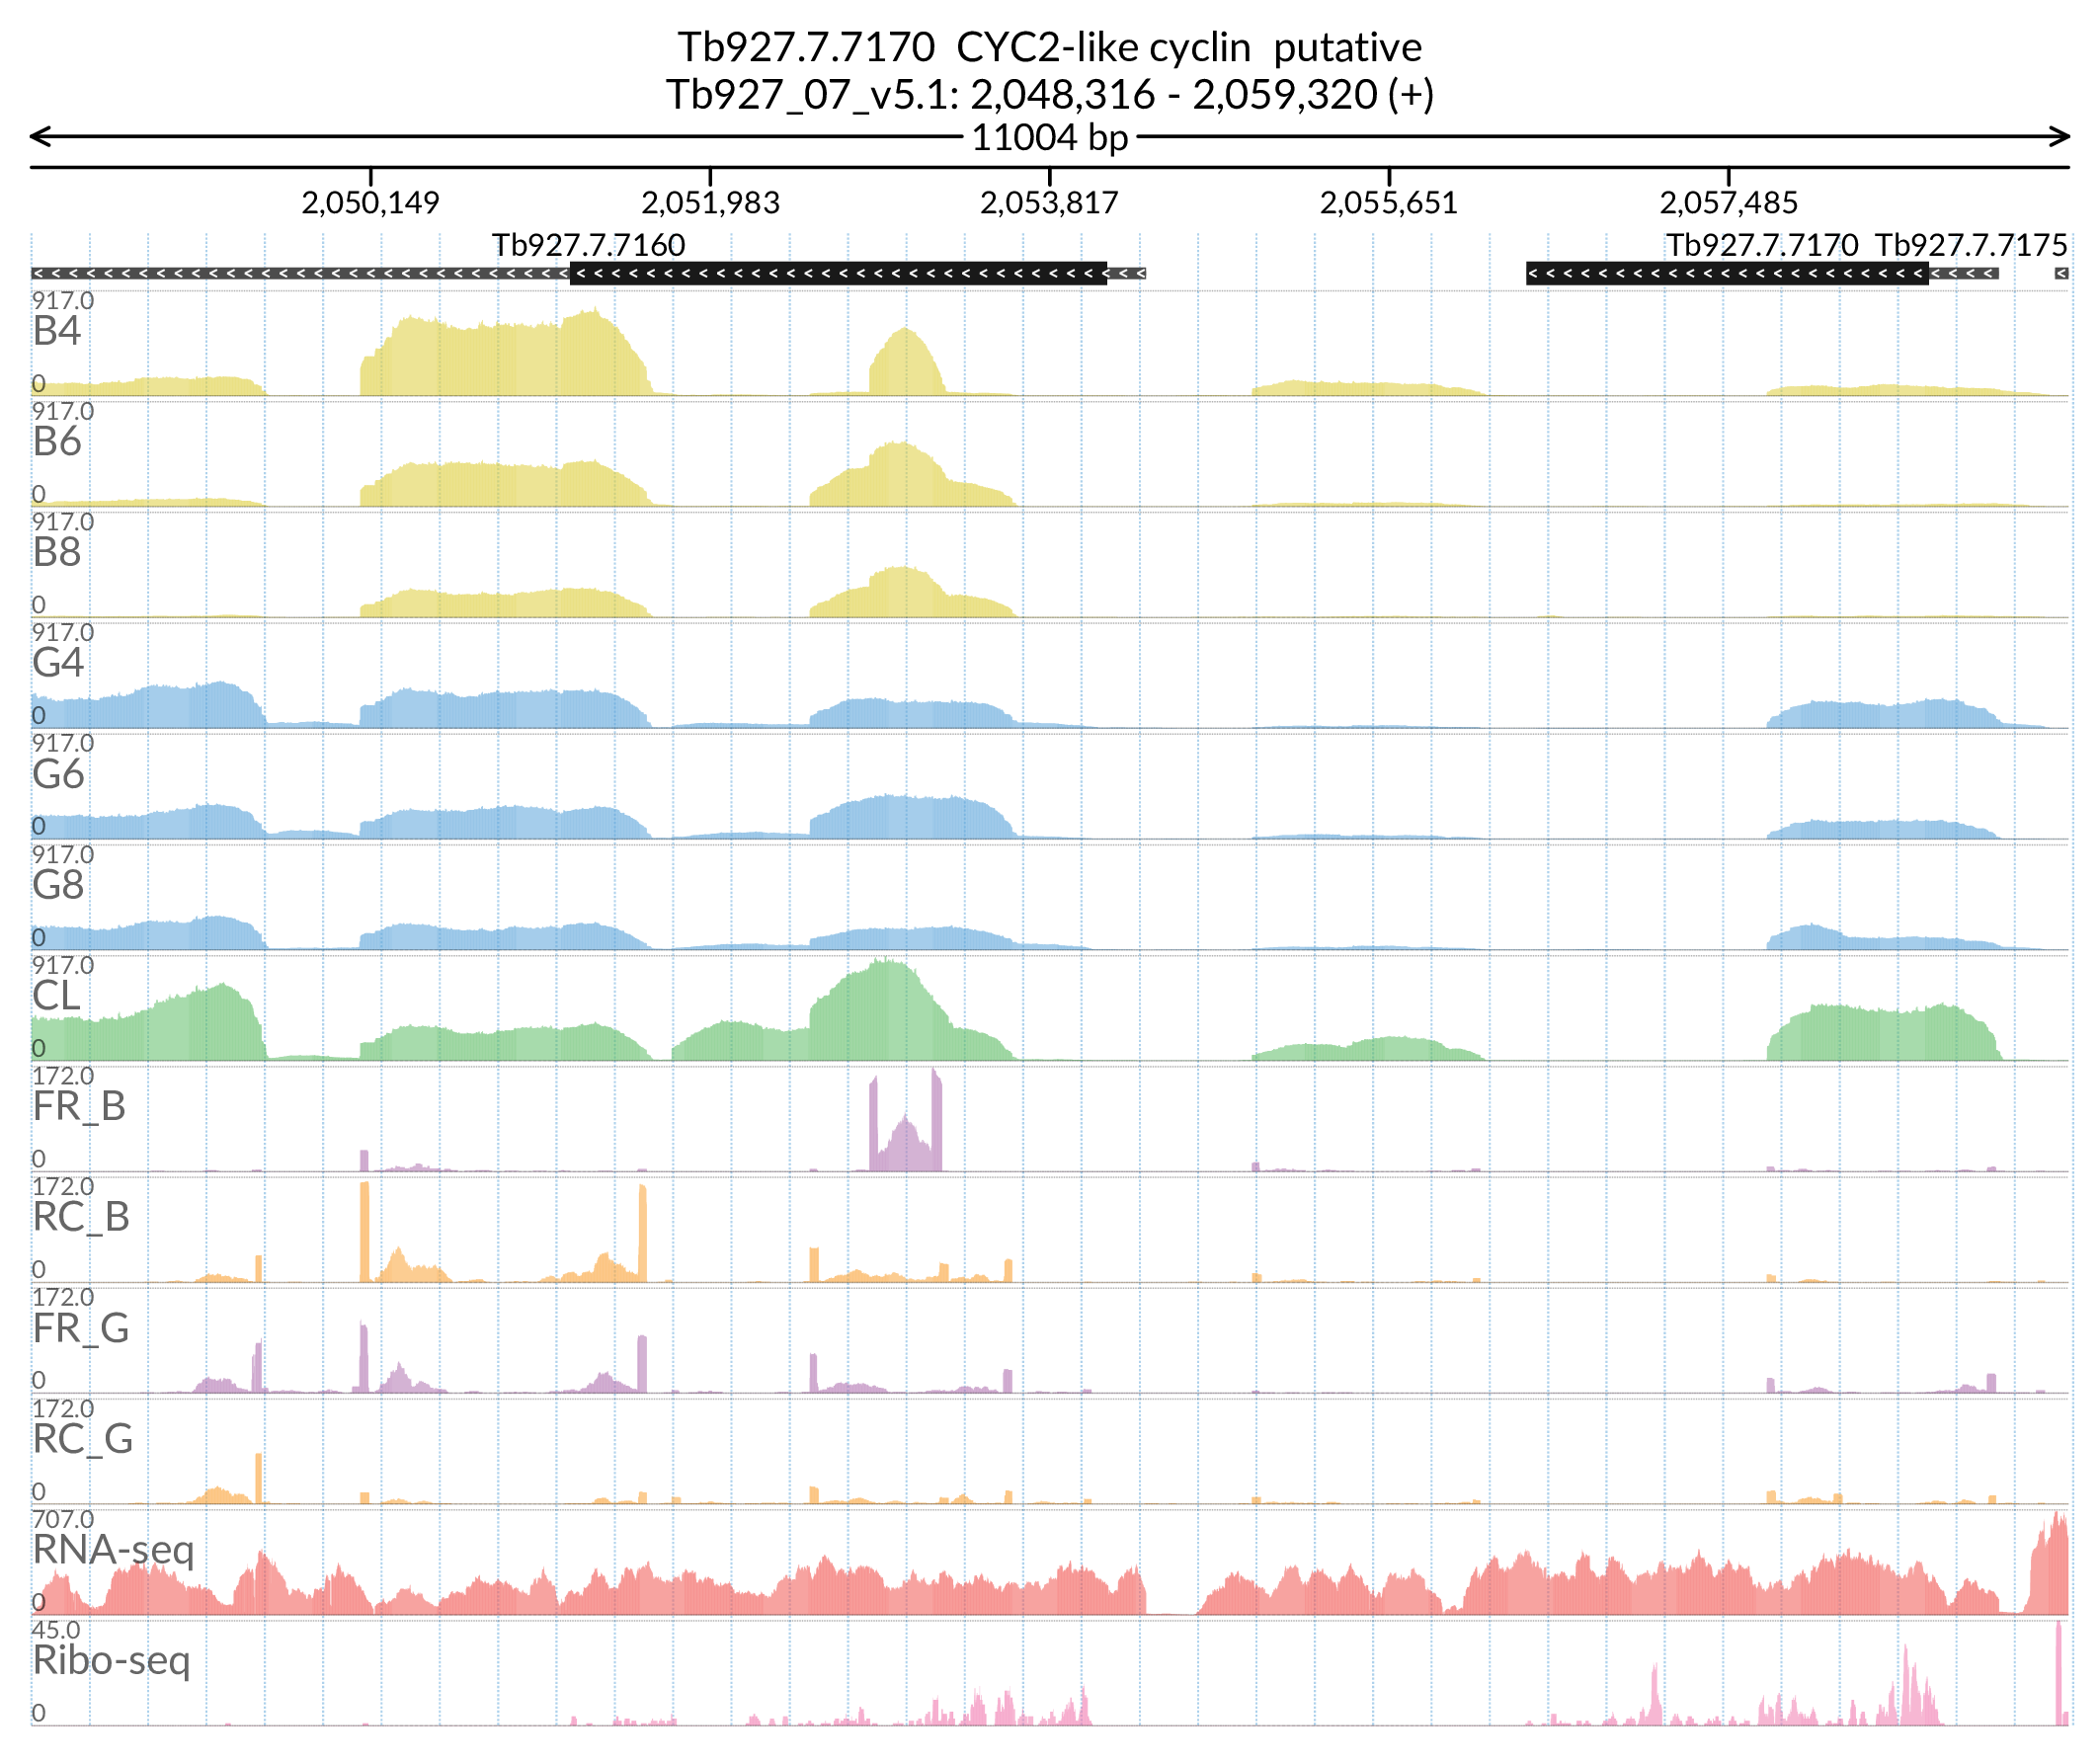 Tb927.7.7170  CYC2-like cyclin  putative
Tb927_07_v5.1: 2,048,316 - 2,059,320 (+)
11004 bp
2,050,149 2,051,983 2,053,817 2,055,651 2,057,485
Tb927.7.7160 Tb927.7.7170 Tb927.7.7175
917.0
B4
0
917.0
B6
0
917.0
B8
0
917.0
G4
0
917.0
G6
0
917.0
G8
0
917.0
CL
0
172.0
FR_B
0
172.0
RC_B
0
172.0
FR_G
0
172.0
RC_G
0
707.0
RNA-seq
0
45.0
Ribo-seq
0